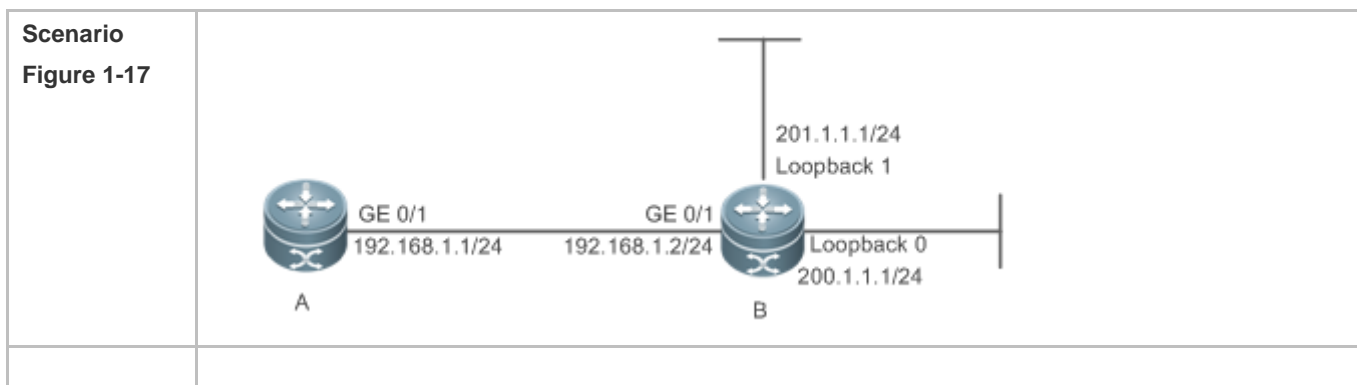 Scenario
Figure 1-17
201.1.1.1/24
Loopback 1
GE 0/1
GE 0/1
192.168.1.1/24
192.168.1.2/24
Loopback 0
200.1.1.1/24
A
B